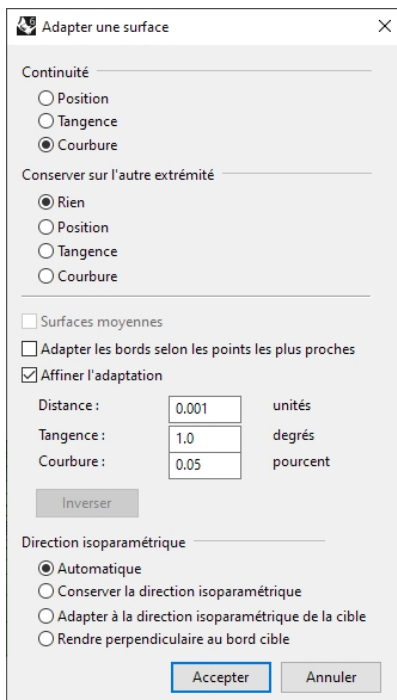 Adapter une surface
Continuité
Position
Tangence
Courbure
Conserver sur l'autre extrémité
Rien
Position
Tangence
Courbure
Surfaces moyennes
Adapter les bords selon les points les plus proches
Affiner l'adaptation
Distance : 0.001 unités
Tangence : 1.0 degrés
Courbure : 0.05 pourcent
Inverser
Direction isoparamétrique
Automatique
Conserver la direction isoparamétrique
Adapter à la direction isoparamétrique de la cible
Rendre perpendiculaire au bord cible
Accepter Annuler